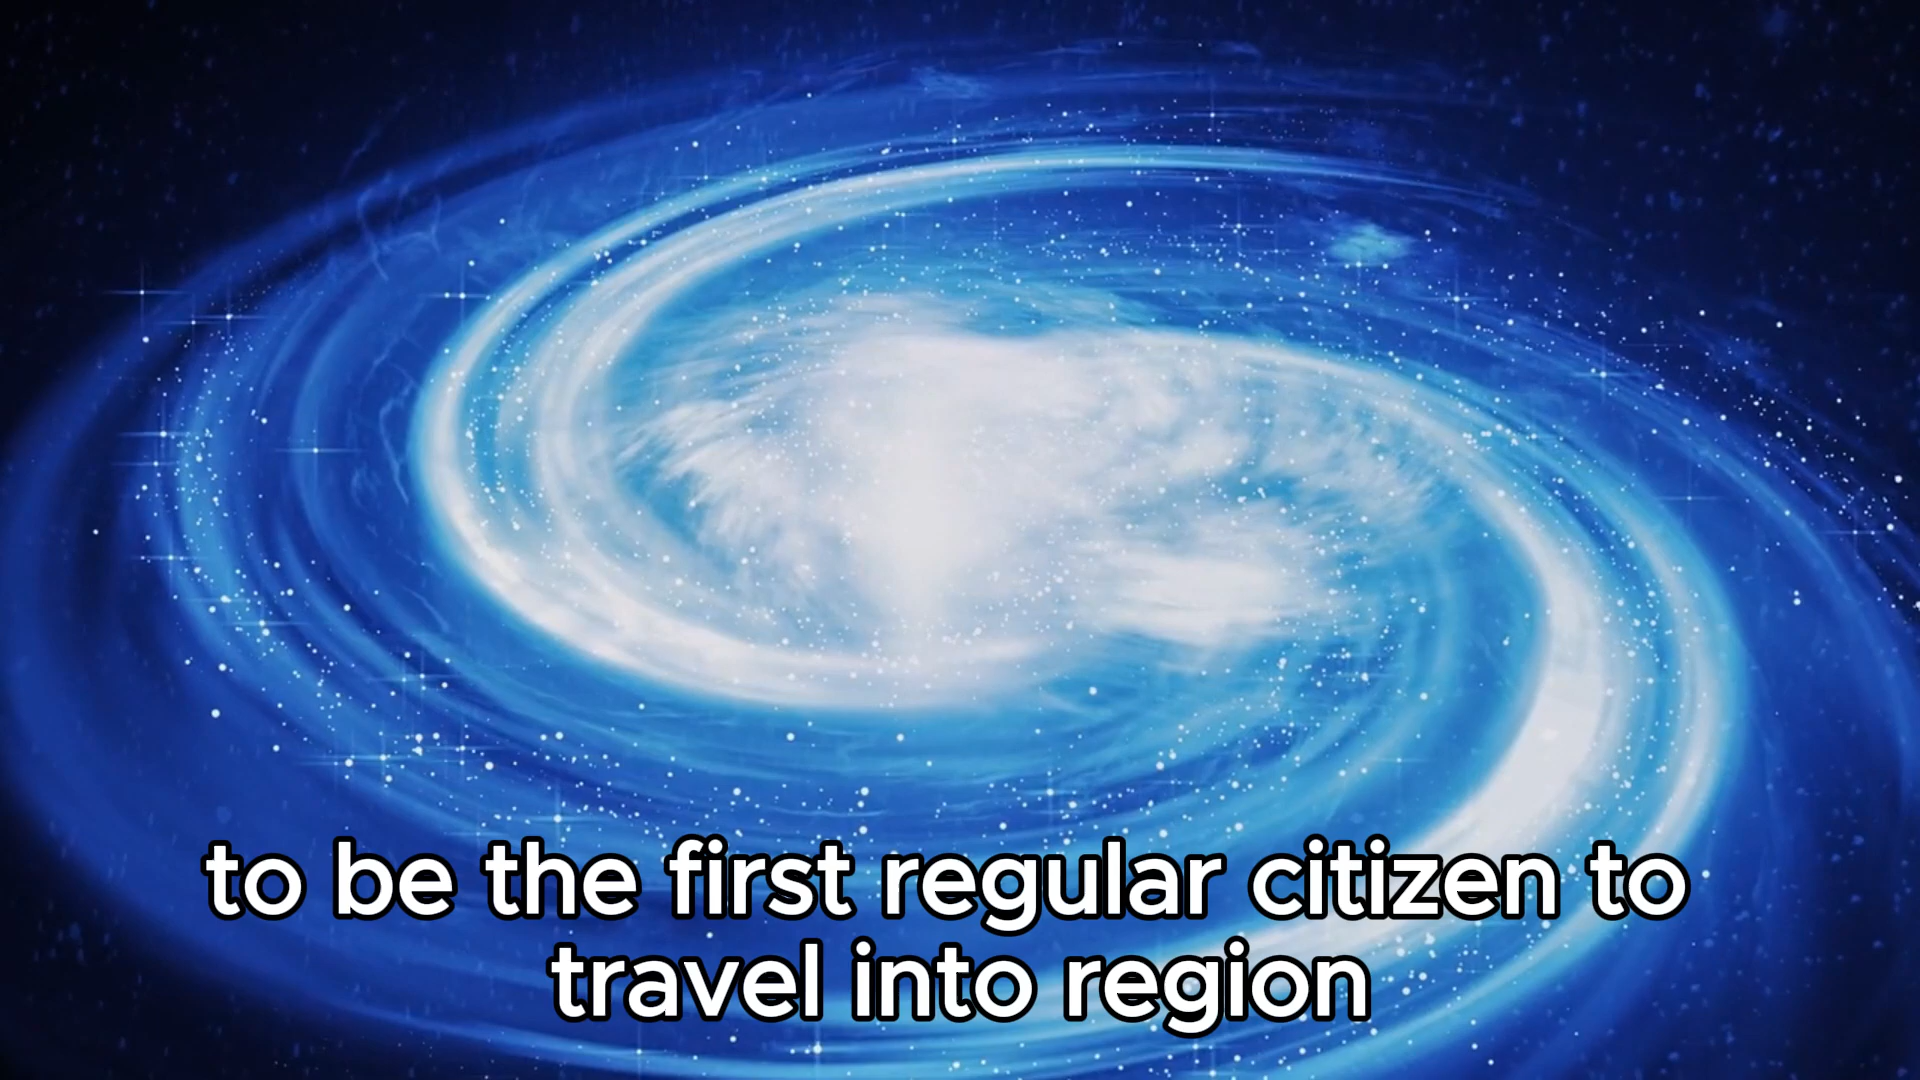 to be the first regular citizen to
travel into region